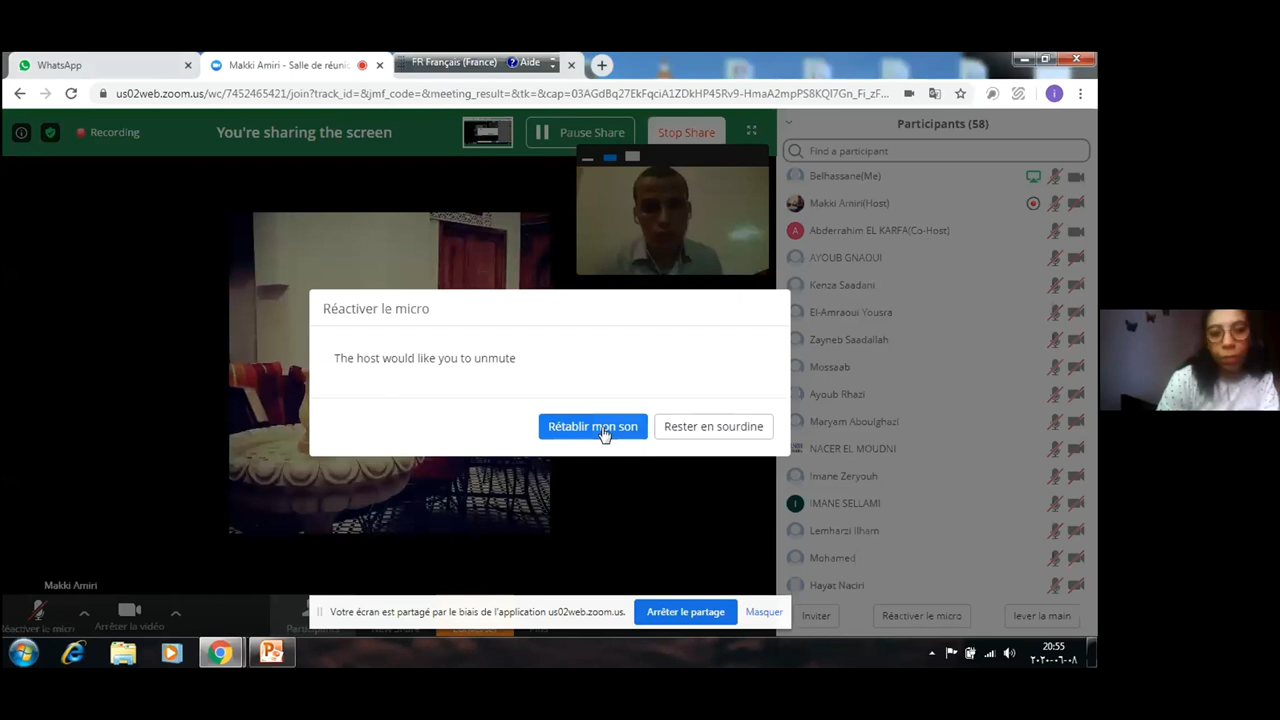 WhatsApp
Makki Amiri - Salle de réunic
FR Français (France)
Aide
us02web.zoom.us/wc/7452465421/join?track_id=&jmf_code=&meeting_result=&tk=&cap=03AGdBq27EkFqciA1ZDkHP45Rv9-HmaA2mpPS8KQI7Gn_Fi_zF...
Recording
You're sharing the screen
Pause Share
Stop Share
Participants (58)
Find a participant
Belhassane(Me)
Makki Amiri(Host)
A
Abderrahim EL KARFA(Co-Host)
AYOUB GNAOUI
Kenza Saadani
El-Amraoui Yousra
Zayneb Saadallah
Mossaab
Ayoub Rhazi
Maryam Aboulghazi
NACER EL MOUDNI
Imane Zeryouh
I
IMANE SELLAMI
Lemharzi Ilham
Mohamed
Hayat Naciri
Inviter
Réactiver le micro
lever la main
Réactiver le micro
The host would like you to unmute
Rétablir mon son
Rester en sourdine
Makki Amiri
Réactiver le micro
Arrêter la vidéo
Participants
Votre écran est partagé par le biais de l'application us02web.zoom.us.
Arrêter le partage
Masquer
20:55
٢٠٢٠-٠٦-٠٨